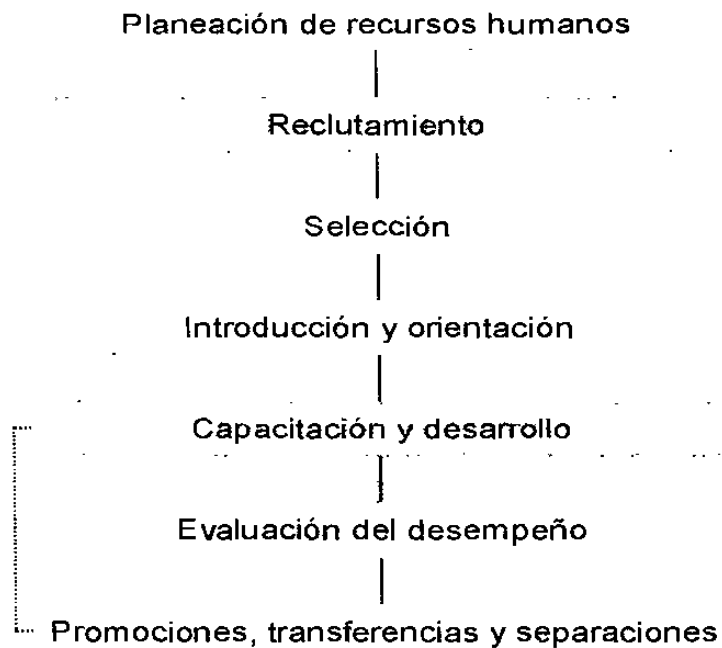 Planeación de recursos humanos
Reclutamiento
Selección
Introducción y orientación
Capacitación y desarrollo
Evaluación del desempeño
Promociones, transferencias y separaciones